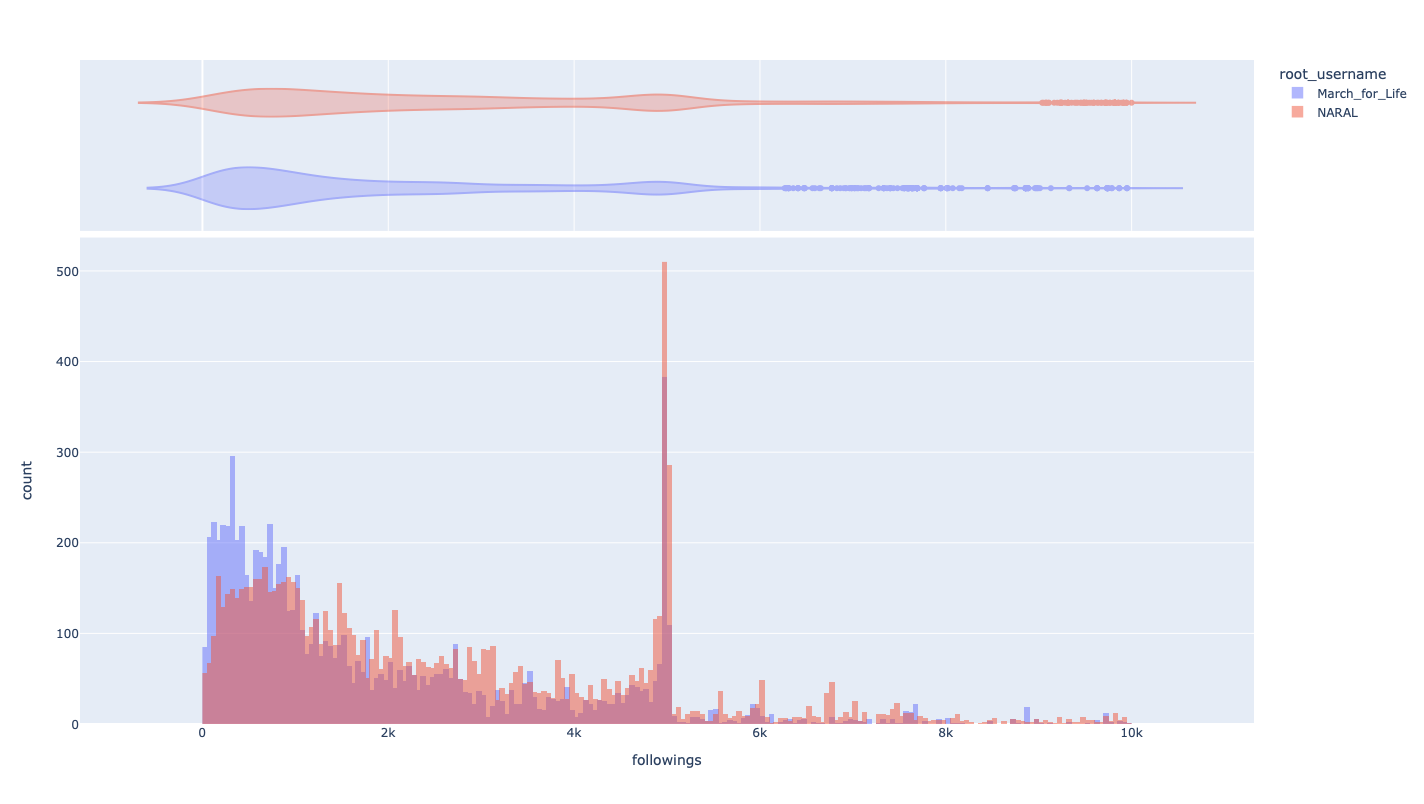 root_username
March_for_Life
NARAL
500
400
300
200
100
0
count
0 2k 4k 6k 8k 10k
followings